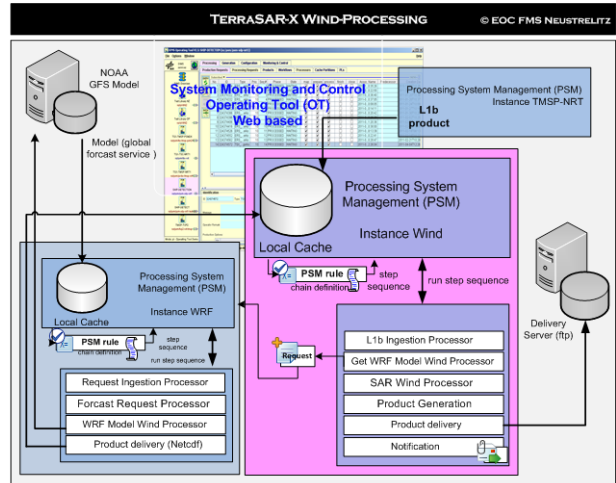 TERRASAR-X WIND-PROCESSING
© EOC FMS NEUSTRELITZ
NOAA
GFS Model
Model (global
forcast service )
System Monitoring and Control
Operating Tool (OT)
Web based
Processing System Management (PSM)
Instance TMSP-NRT
L1b
product
Processing System
Management (PSM)
Instance Wind
Local Cache
PSM rule
chain definition
step
sequence
run step sequence
Processing System
Management (PSM)
Instance WRF
Local Cache
PSM rule
chain definition
step
sequence
run step sequence
Request Ingestion Processor
Forcast Request Processor
WRF Model Wind Processor
Product delivery (Netcdf)
Request
L1b Ingestion Processor
Get WRF Model Wind Processor
SAR Wind Processor
Product Generation
Product delivery
Notification
Delivery
Server (ftp)